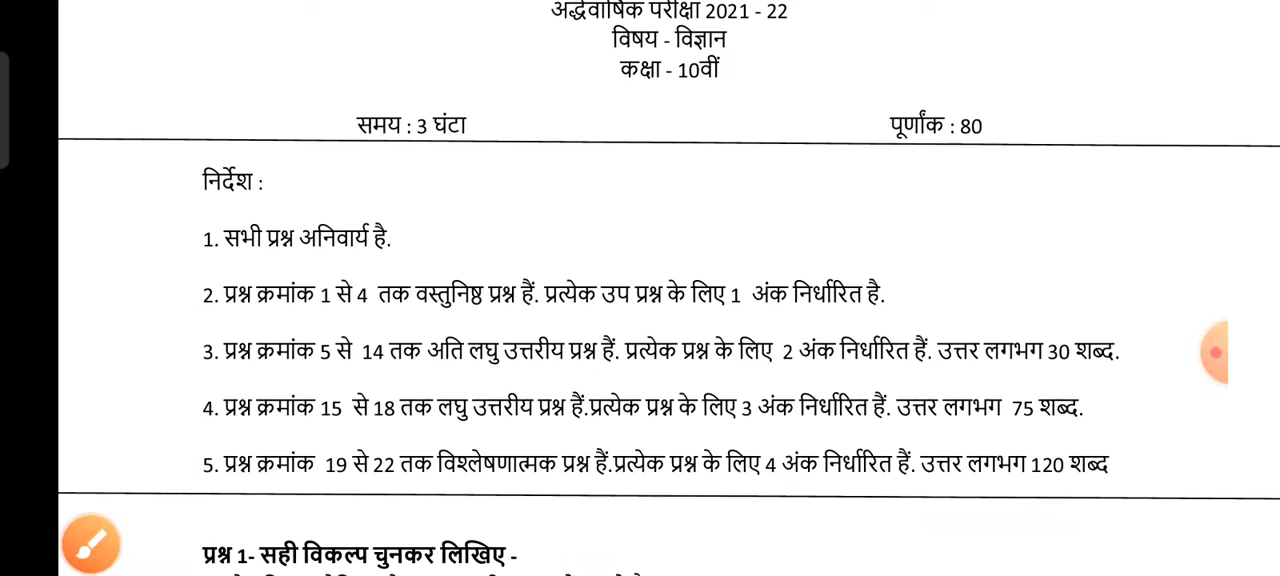 अर्द्धवार्षिक परीक्षा 2021 - 22
विषय - विज्ञान
कक्षा - 10वीं
समय : 3 घंटा पूर्णांक : 80
निर्देश :
1. सभी प्रश्न अनिवार्य है.
2. प्रश्न क्रमांक 1 से 4 तक वस्तुनिष्ठ प्रश्न हैं. प्रत्येक उप प्रश्न के लिए 1 अंक निर्धारित है.
3. प्रश्न क्रमांक 5 से 14 तक अति लघु उत्तरीय प्रश्न हैं. प्रत्येक प्रश्न के लिए 2 अंक निर्धारित हैं. उत्तर लगभग 30 शब्द.
4. प्रश्न क्रमांक 15 से 18 तक लघु उत्तरीय प्रश्न हैं.प्रत्येक प्रश्न के लिए 3 अंक निर्धारित हैं. उत्तर लगभग 75 शब्द.
5. प्रश्न क्रमांक 19 से 22 तक विश्लेषणात्मक प्रश्न हैं.प्रत्येक प्रश्न के लिए 4 अंक निर्धारित हैं. उत्तर लगभग 120 शब्द
प्रश्न 1- सही विकल्प चुनकर लिखिए -